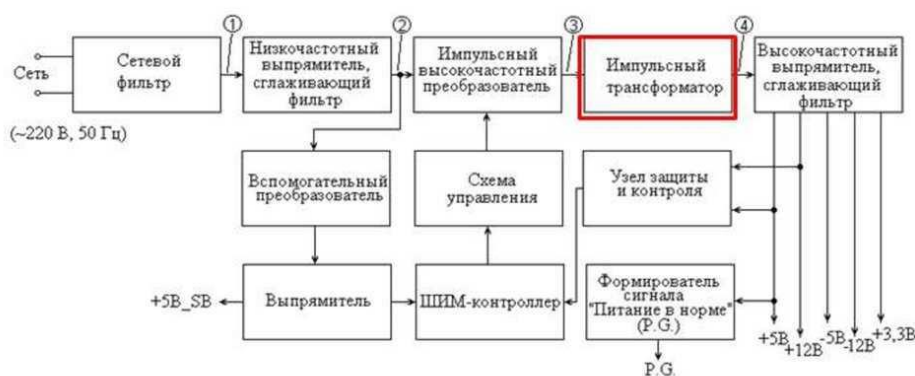 ①
②
③
④
Сеть
(~220 В, 50 Гц)
Сетевой
фильтр
Низкочастотный
выпрямитель,
сглаживающий
фильтр
Импульсный
высокочастотный
преобразователь
Импульсный
трансформатор
Высокочастотный
выпрямитель,
сглаживающий
фильтр
Вспомогательный
преобразователь
Схема
управления
Узел защиты
и контроля
+5В_SB
Выпрямитель
ШИМ-контроллер
Формирователь
сигнала
"Питание в норме"
(P.G.)
P.G.
+5В
+12В
-5В
-12В
+3,3В